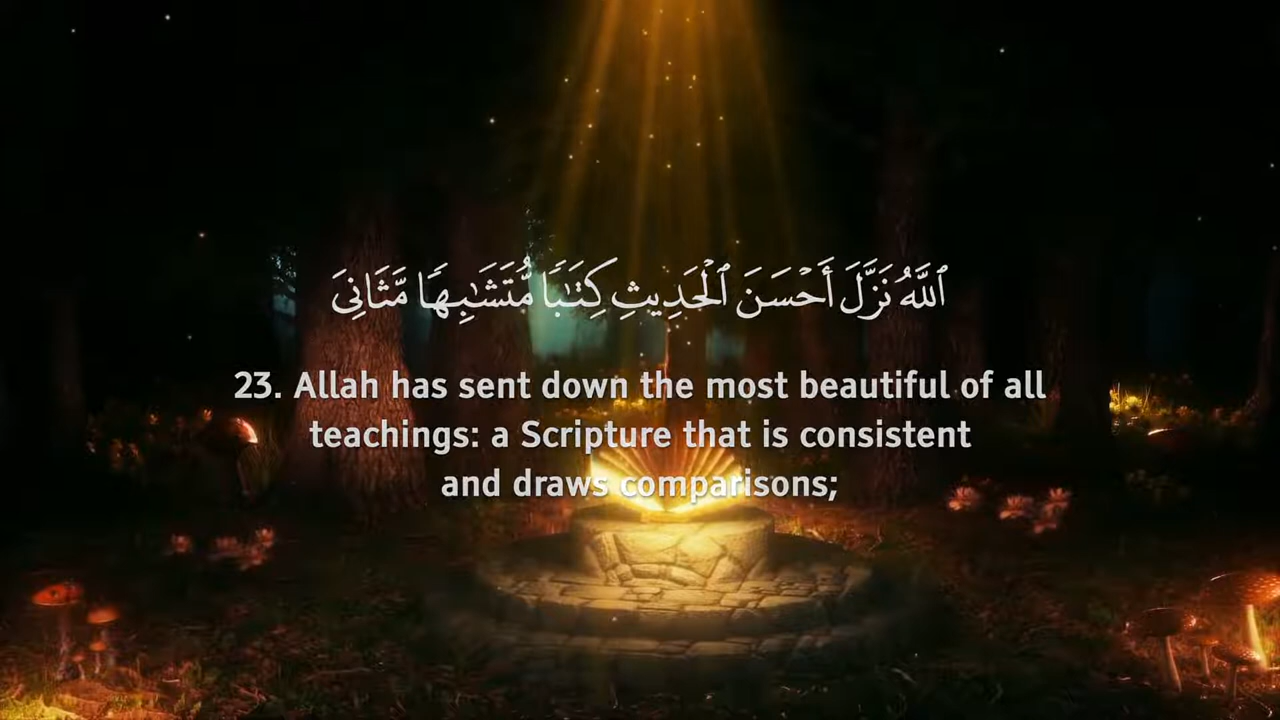 ٱللَّهُ نَزَّلَ أَحْسَنَ ٱلْحَدِيثِ كِتَـٰبًا مُّتَشَـٰبِهًا مَّثَانِىَ
23. Allah has sent down the most beautiful of all
teachings: a Scripture that is consistent
and draws comparisons;